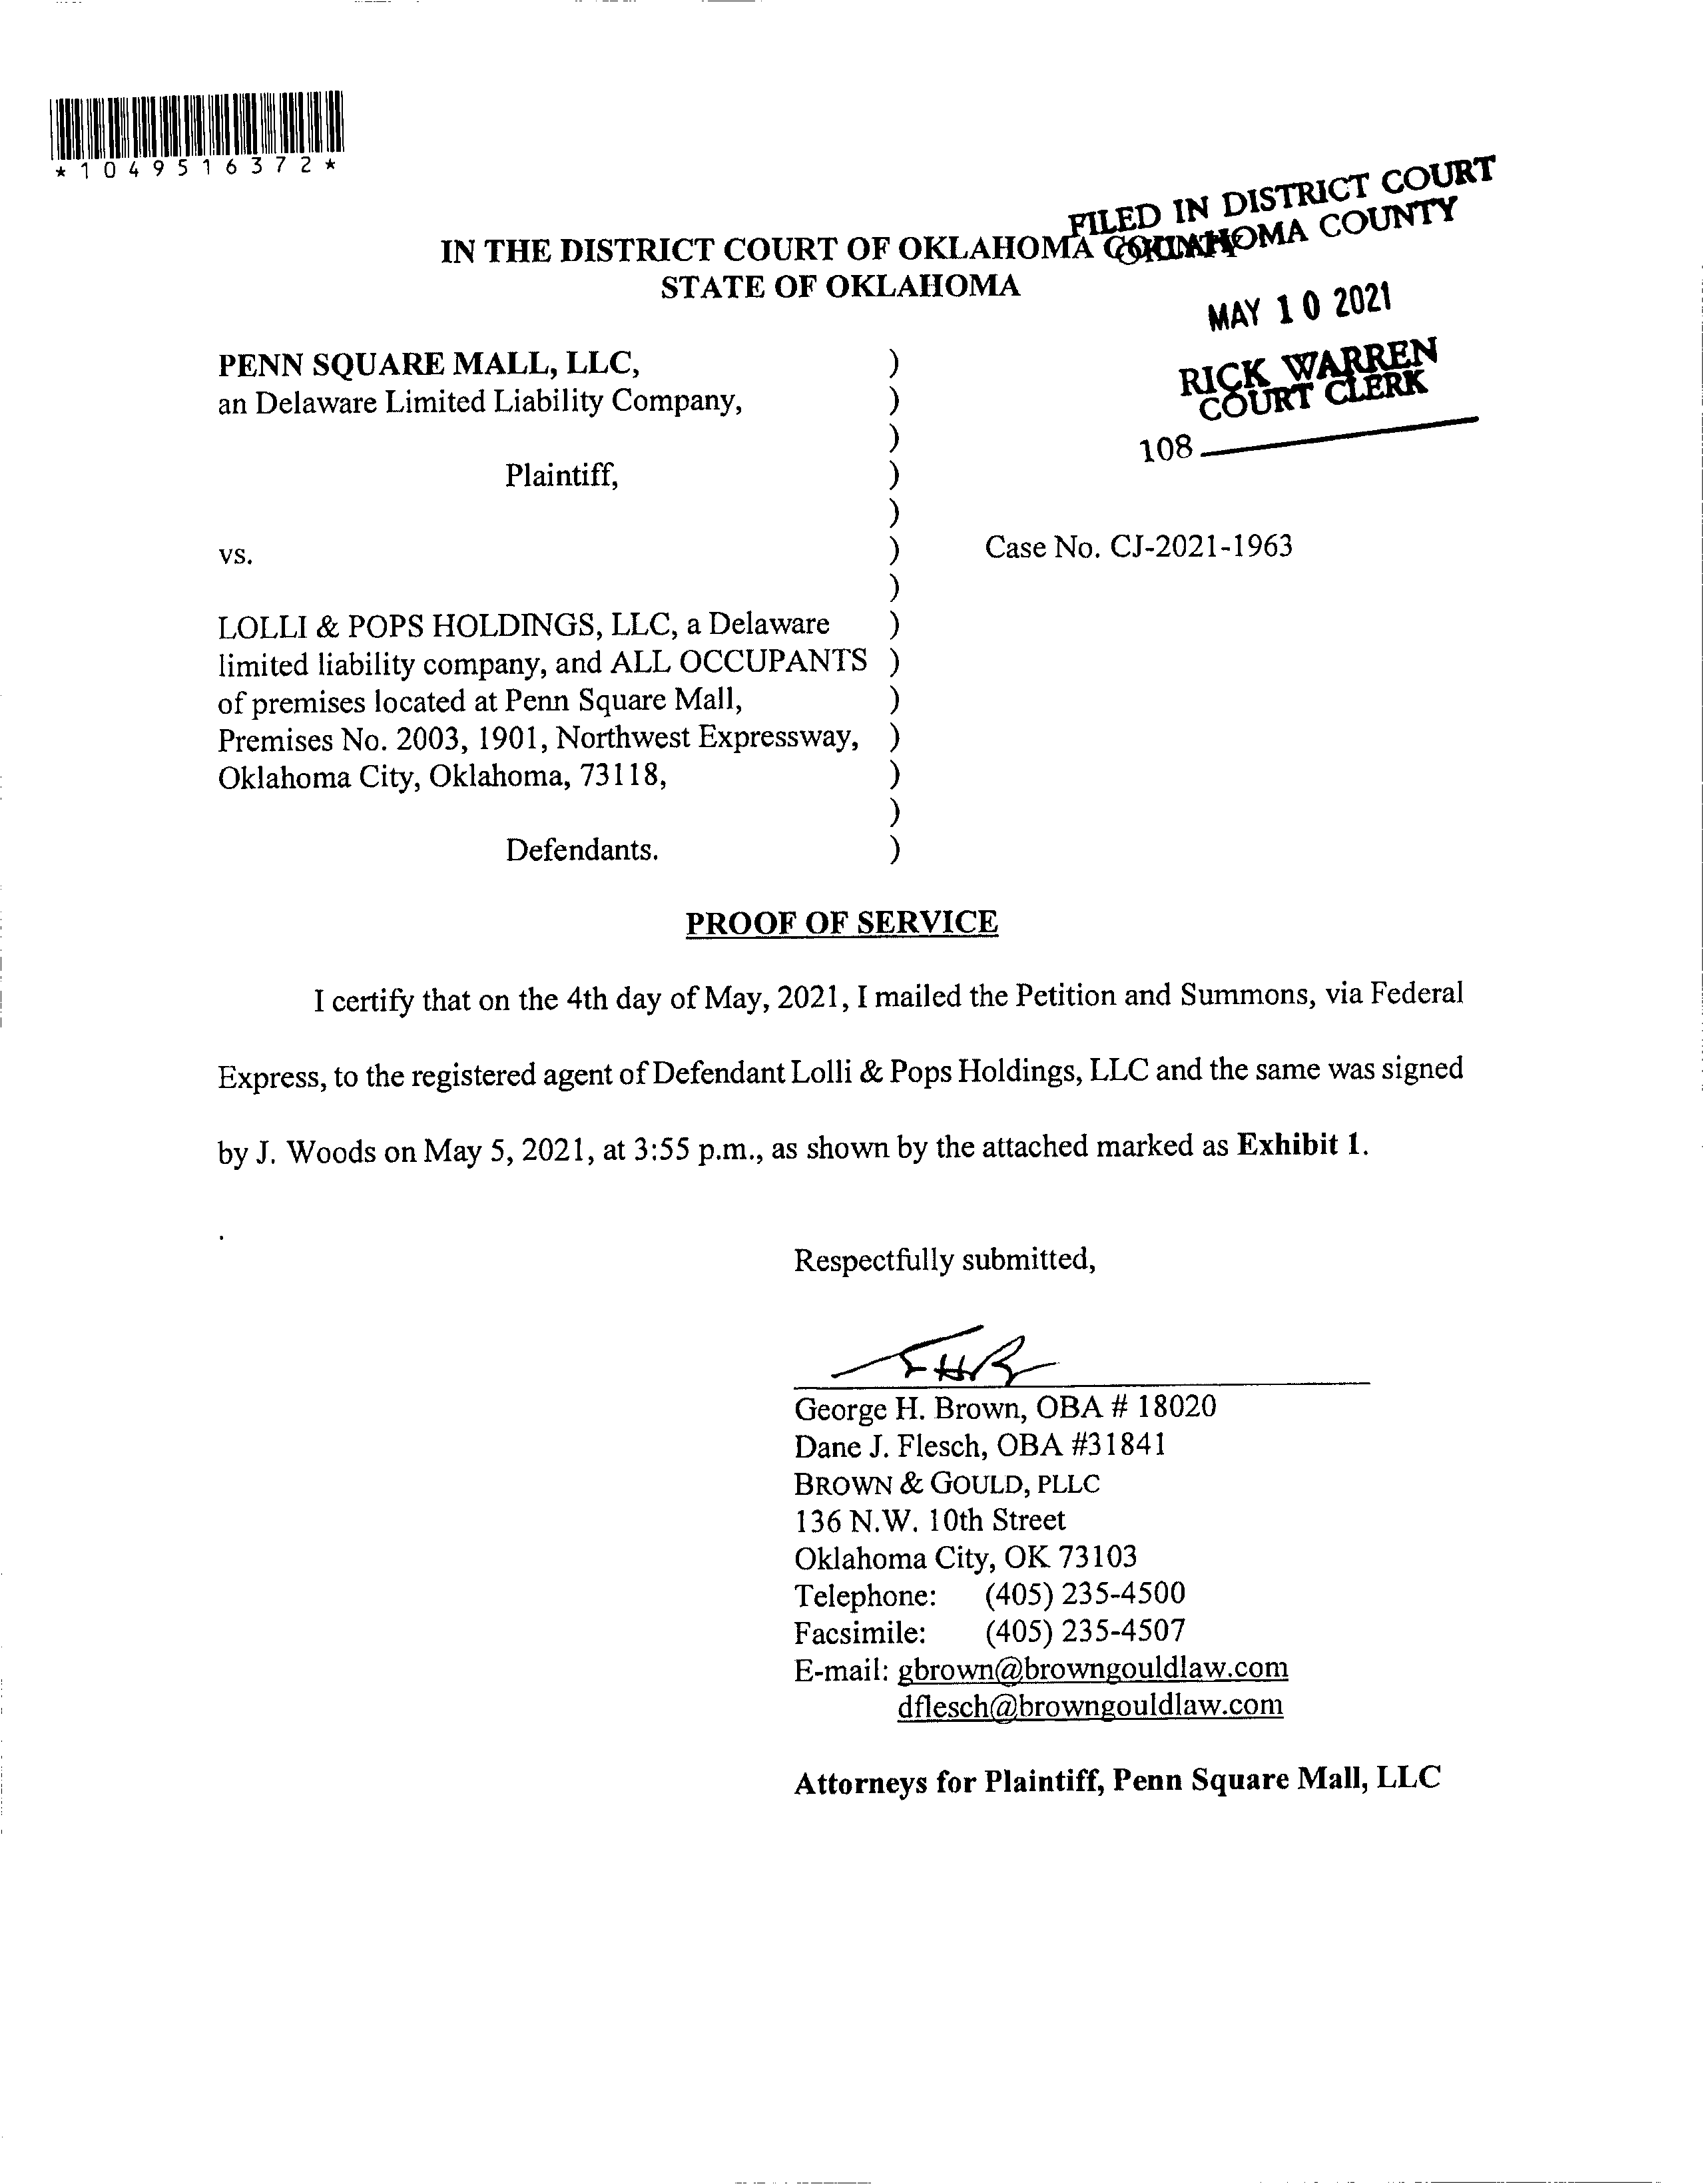 *1049516372*
FILED IN DISTRICT COURT
OKLAHOMA COUNTY
IN THE DISTRICT COURT OF OKLAHOMA COUNTY
STATE OF OKLAHOMA
MAY 10 2021
RICK WARREN
COURT CLERK
108
PENN SQUARE MALL, LLC, )
an Delaware Limited Liability Company, )
)
Plaintiff, )
)
vs. ) Case No. CJ-2021-1963
)
LOLLI & POPS HOLDINGS, LLC, a Delaware )
limited liability company, and ALL OCCUPANTS )
of premises located at Penn Square Mall, )
Premises No. 2003, 1901, Northwest Expressway, )
Oklahoma City, Oklahoma, 73118, )
)
Defendants. )
PROOF OF SERVICE
I certify that on the 4th day of May, 2021, I mailed the Petition and Summons, via Federal
Express, to the registered agent of Defendant Lolli & Pops Holdings, LLC and the same was signed
by J. Woods on May 5, 2021, at 3:55 p.m., as shown by the attached marked as Exhibit 1.
Respectfully submitted,
George H. Brown, OBA # 18020
Dane J. Flesch, OBA #31841
BROWN & GOULD, PLLC
136 N.W. 10th Street
Oklahoma City, OK 73103
Telephone: (405) 235-4500
Facsimile: (405) 235-4507
E-mail: gbrown@browngouldlaw.com
dflesch@browngouldlaw.com
Attorneys for Plaintiff, Penn Square Mall, LLC